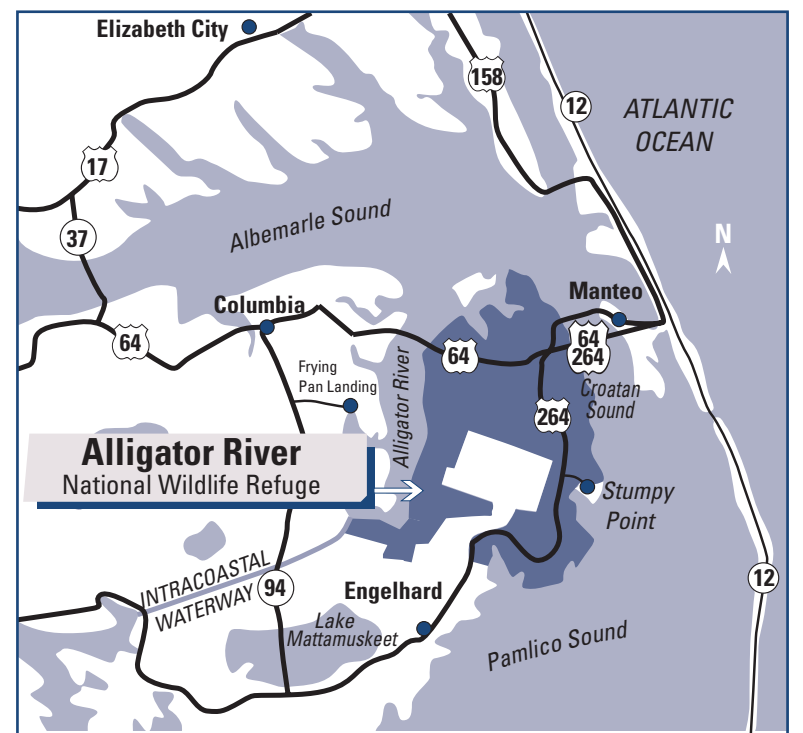 Elizabeth City
158
12
ATLANTIC
OCEAN
17
37
Albemarle Sound
N
Columbia
Manteo
64
64
64
264
Frying
Pan Landing
Alligator River
Croatan
Sound
264
Alligator River
National Wildlife Refuge
Stumpy
Point
INTRACOASTAL
WATERWAY
94
Engelhard
12
Lake
Mattamuskeet
Pamlico Sound